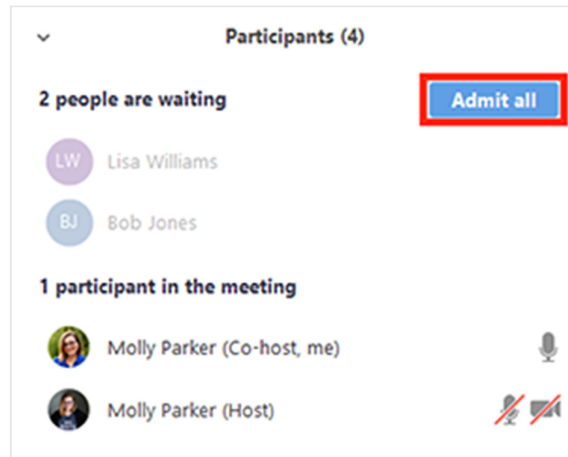 Participants (4)
2 people are waiting
Admit all
LW Lisa Williams
BJ Bob Jones
1 participant in the meeting
Molly Parker (Co-host, me)
Molly Parker (Host)